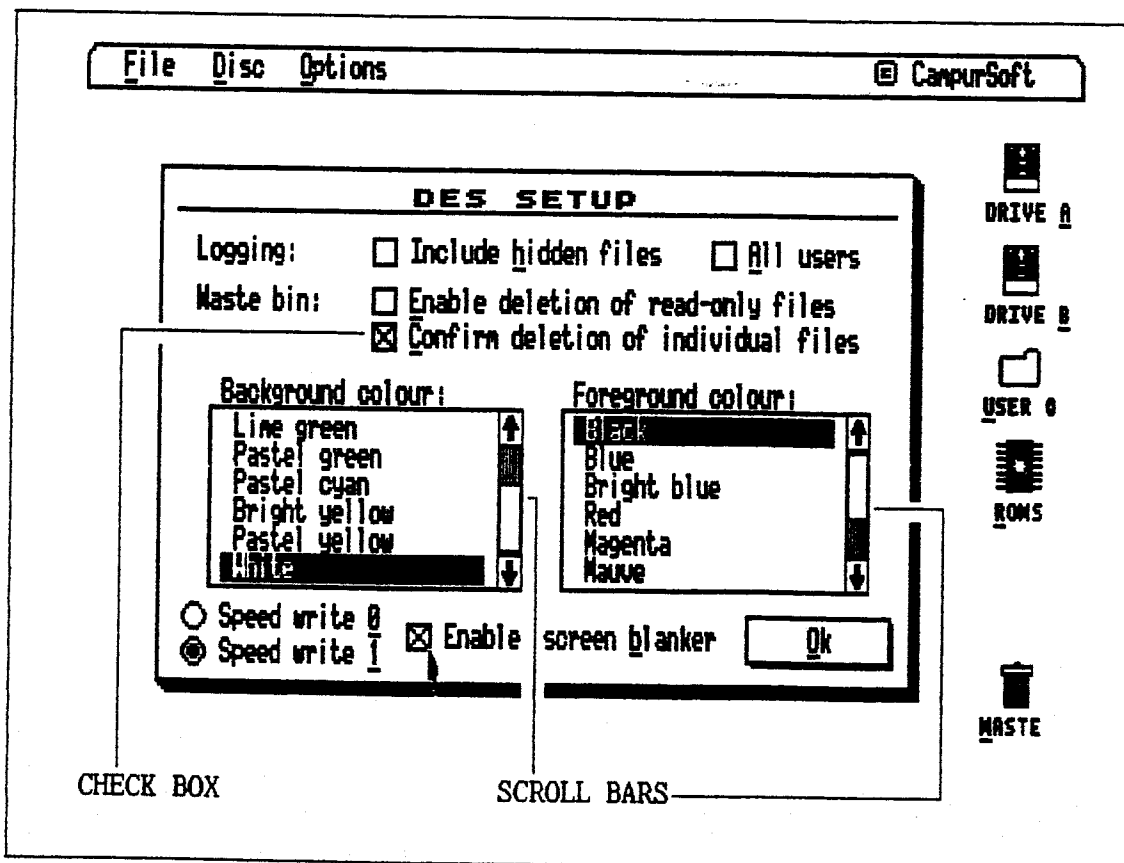 File Disc Options CampurSoft
DES SETUP
Logging: Include hidden files All users
Waste bin: Enable deletion of read-only files
Confirm deletion of individual files
Background colour:
Lime green
Pastel green
Pastel cyan
Bright yellow
Pastel yellow
White
Foreground colour:
Black
Blue
Bright blue
Red
Magenta
Mauve
Speed write 0
Speed write 1
Enable screen blanker
Ok
DRIVE A
DRIVE B
USER 0
ROMS
WASTE
CHECK BOX
SCROLL BARS